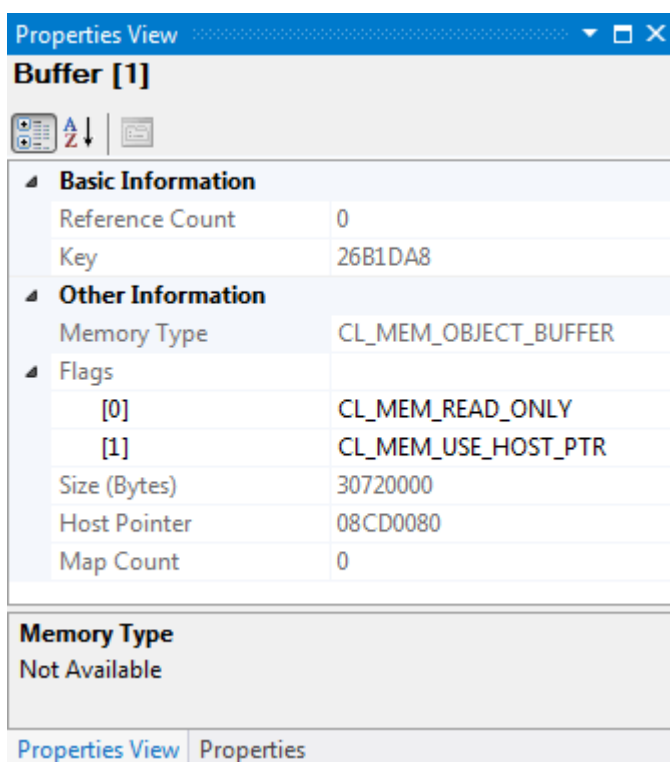 Properties View
Buffer [1]
Basic Information
Reference Count 0
Key 26B1DA8
Other Information
Memory Type CL_MEM_OBJECT_BUFFER
Flags
[0] CL_MEM_READ_ONLY
[1] CL_MEM_USE_HOST_PTR
Size (Bytes) 30720000
Host Pointer 08CD0080
Map Count 0
Memory Type
Not Available
Properties View Properties